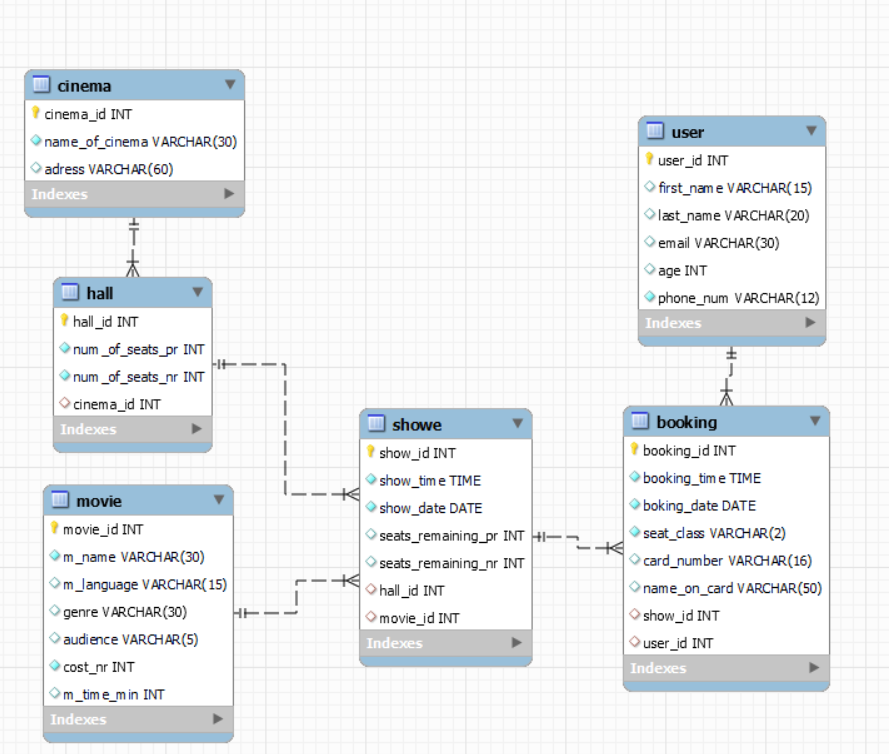 cinema
cinema_id INT
name_of_cinema VARCHAR(30)
adress VARCHAR(60)
Indexes
hall
hall_id INT
num_of_seats_pr INT
num_of_seats_nr INT
cinema_id INT
Indexes
movie
movie_id INT
m_name VARCHAR(30)
m_language VARCHAR(15)
genre VARCHAR(30)
audience VARCHAR(5)
cost_nr INT
m_time_min INT
Indexes
showe
show_id INT
show_time TIME
show_date DATE
seats_remaining_pr INT
seats_remaining_nr INT
hall_id INT
movie_id INT
Indexes
user
user_id INT
first_name VARCHAR(15)
last_name VARCHAR(20)
email VARCHAR(30)
age INT
phone_num VARCHAR(12)
Indexes
booking
booking_id INT
booking_time TIME
boking_date DATE
seat_class VARCHAR(2)
card_number VARCHAR(16)
name_on_card VARCHAR(50)
show_id INT
user_id INT
Indexes